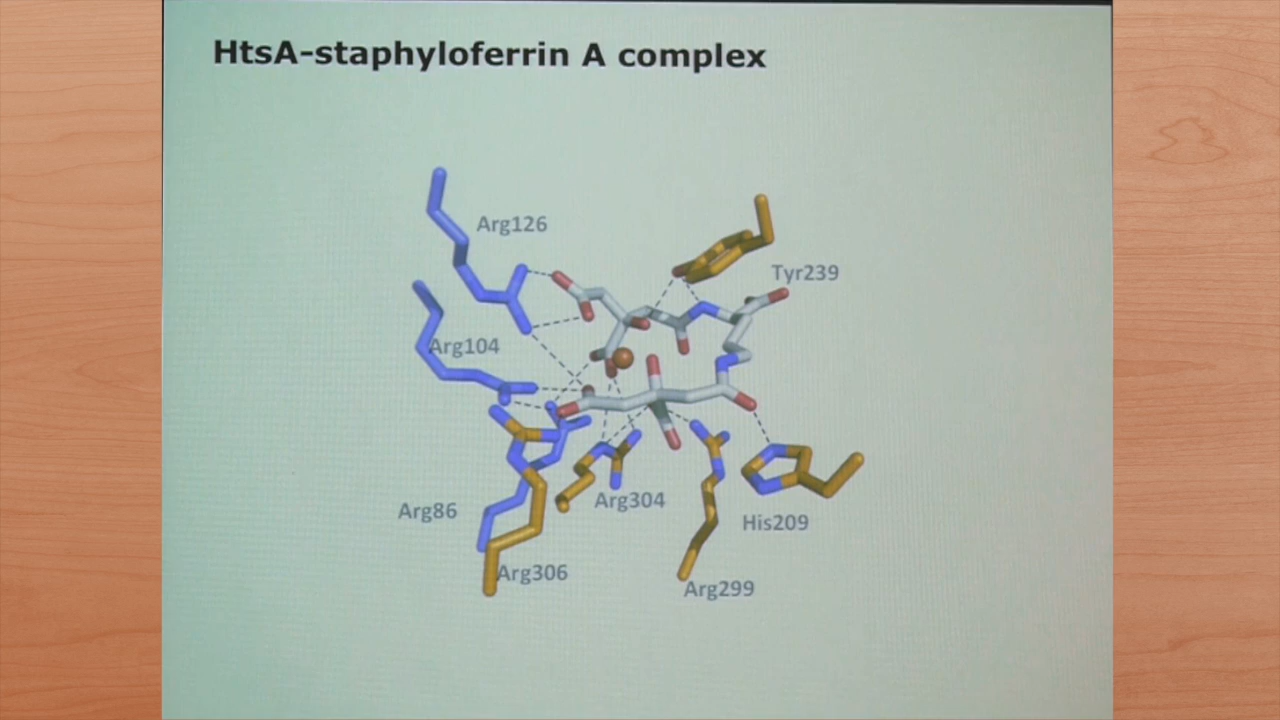 HtsA-staphyloferrin A complex
Arg126
Tyr239
Arg104
Arg304
Arg86
His209
Arg306
Arg299